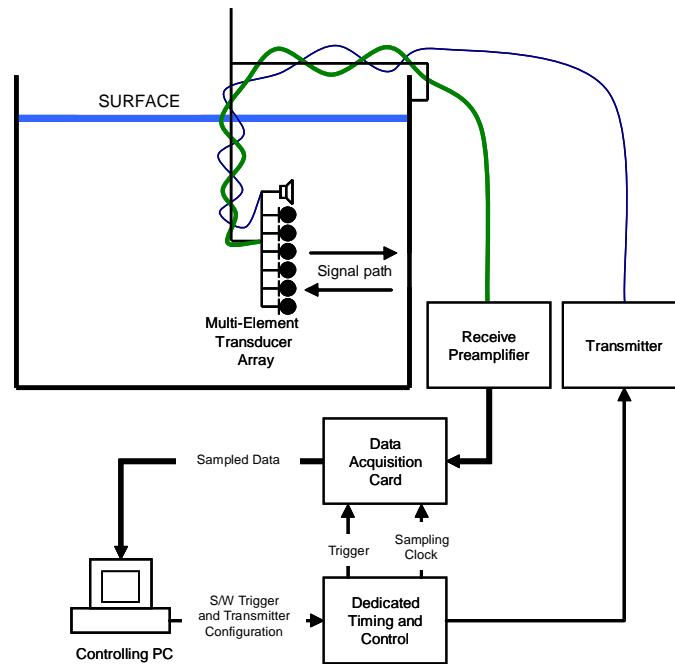 SURFACE
Signal path
Multi-Element
Transducer
Array
Receive
Preamplifier
Transmitter
Data
Acquisition
Card
Sampled Data
Trigger
Sampling
Clock
S/W Trigger
and Transmitter
Configuration
Dedicated
Timing and
Control
Controlling PC